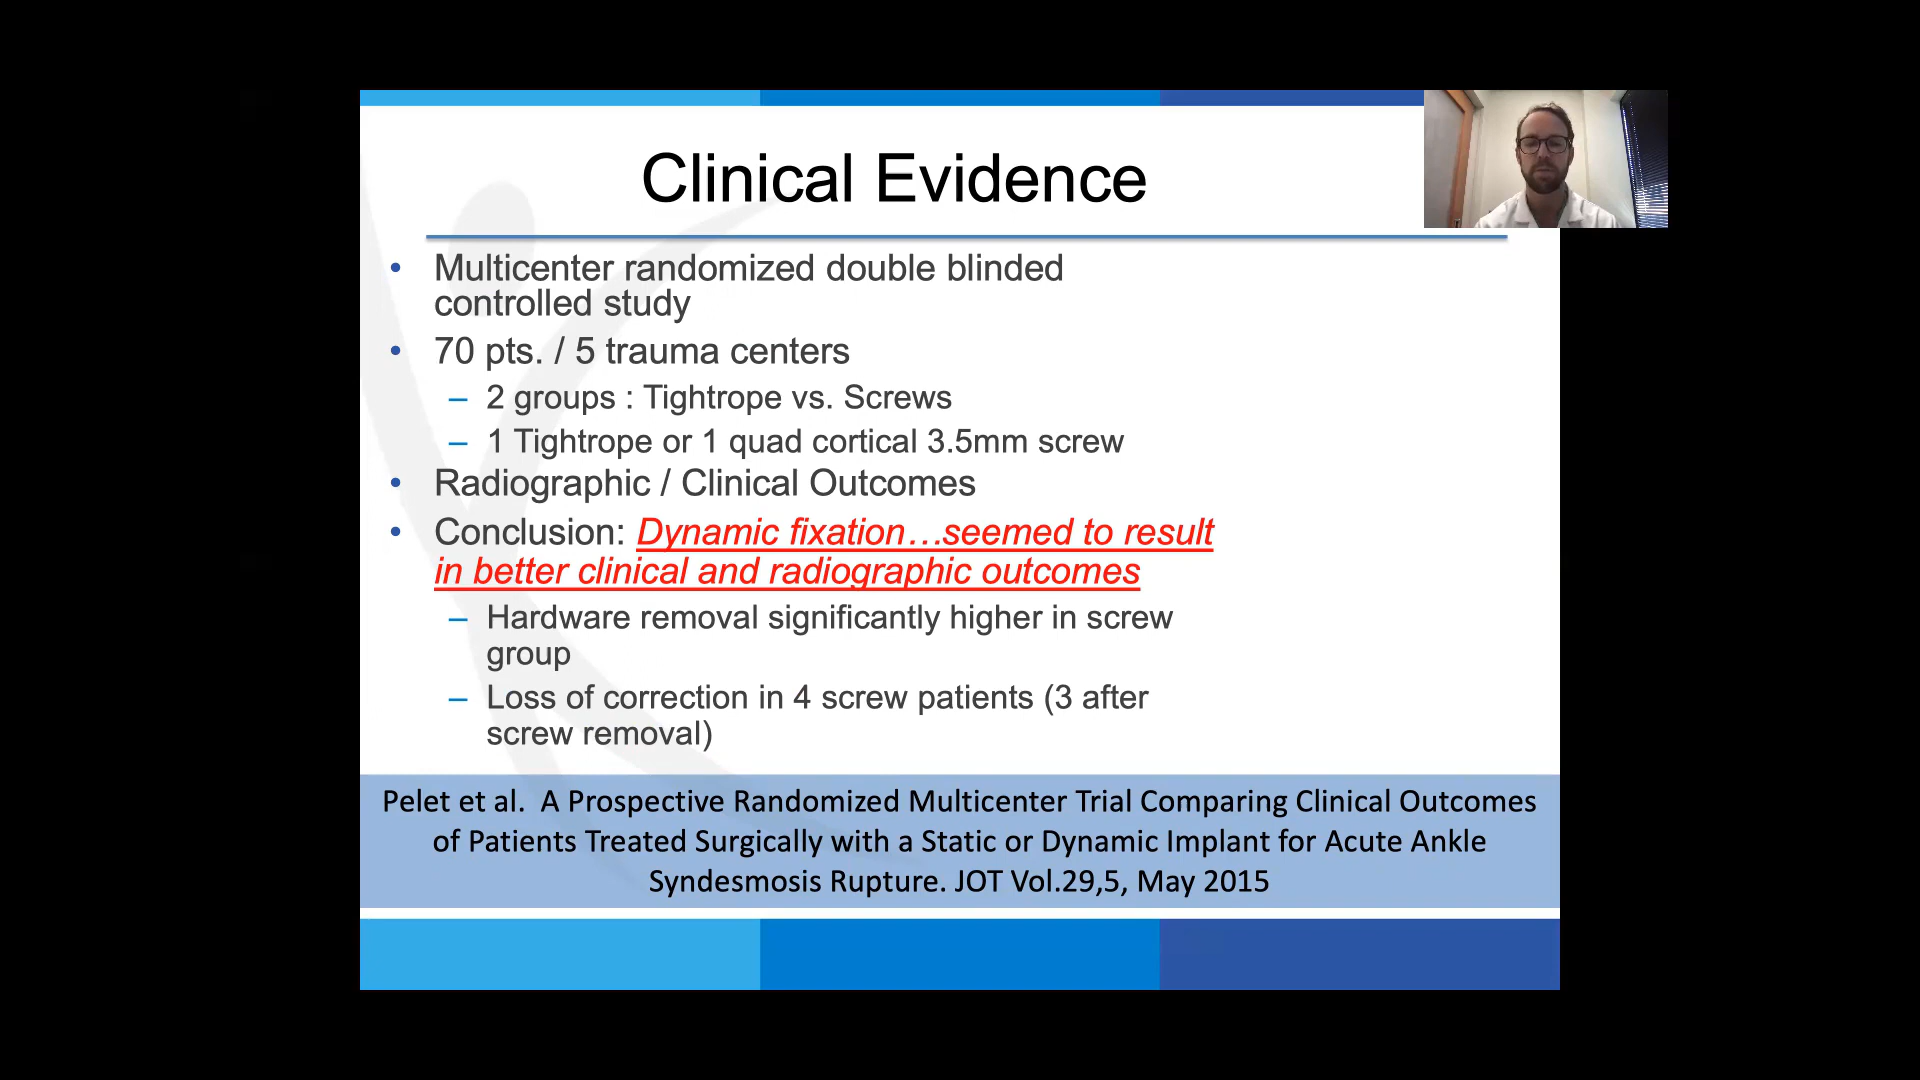 Clinical Evidence
• Multicenter randomized double blinded
controlled study
• 70 pts. / 5 trauma centers
– 2 groups : Tightrope vs. Screws
– 1 Tightrope or 1 quad cortical 3.5mm screw
• Radiographic / Clinical Outcomes
• Conclusion: Dynamic fixation…seemed to result
in better clinical and radiographic outcomes
– Hardware removal significantly higher in screw
group
– Loss of correction in 4 screw patients (3 after
screw removal)
Pelet et al.  A Prospective Randomized Multicenter Trial Comparing Clinical Outcomes
of Patients Treated Surgically with a Static or Dynamic Implant for Acute Ankle
Syndesmosis Rupture. JOT Vol.29,5, May 2015